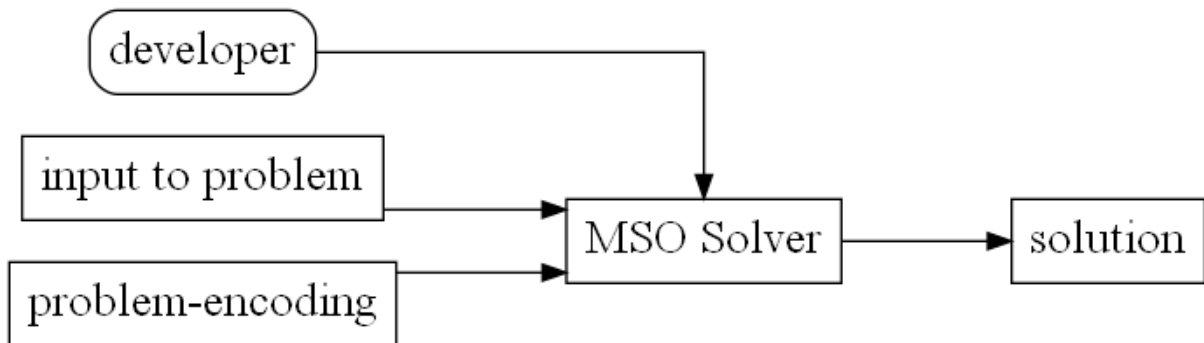 developer
input to problem
MSO Solver
solution
problem-encoding